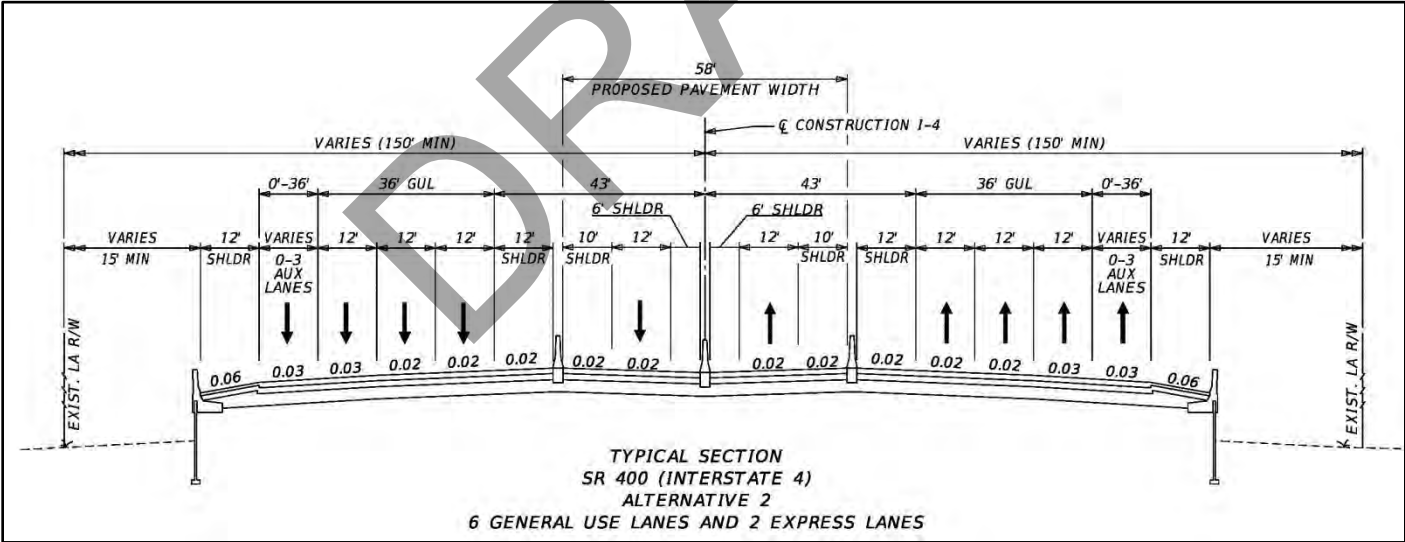 DRA
58'
PROPOSED PAVEMENT WIDTH
℄ CONSTRUCTION I-4
VARIES (150' MIN)
VARIES (150' MIN)
0'-36'
36' GUL
43'
43'
36' GUL
0'-36'
6' SHLDR
6' SHLDR
VARIES
15' MIN
12'
SHLDR
VARIES
0-3
AUX
LANES
12'
12'
12'
12'
SHLDR
10'
SHLDR
12'
12'
10'
SHLDR
12'
SHLDR
12'
12'
12'
VARIES
0-3
AUX
LANES
12'
SHLDR
VARIES
15' MIN
EXIST. LA R/W
EXIST. LA R/W
0.06
0.03
0.03
0.02
0.02
0.02
0.02
0.02
0.02
0.02
0.02
0.02
0.02
0.03
0.03
0.06
TYPICAL SECTION
SR 400 (INTERSTATE 4)
ALTERNATIVE 2
6 GENERAL USE LANES AND 2 EXPRESS LANES